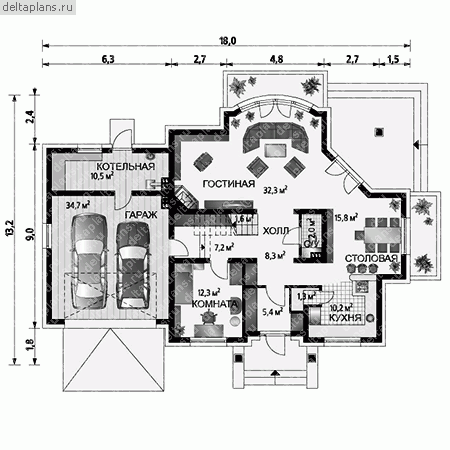 deltaplans.ru
18,0
6,3
2,7
4,8
2,7
1,5
2,4
13,2
9,0
1,8
КОТЕЛЬНАЯ
10,5 м²
ГОСТИНАЯ
32,3 м²
34,7 м²
ГАРАЖ
1,6 м²
ХОЛЛ
2,0 м²
С/У
15,8 м²
7,2 м²
8,3 м²
СТОЛОВАЯ
12,3 м²
КОМНАТА
1,3 м²
5,4 м²
10,2 м²
КУХНЯ